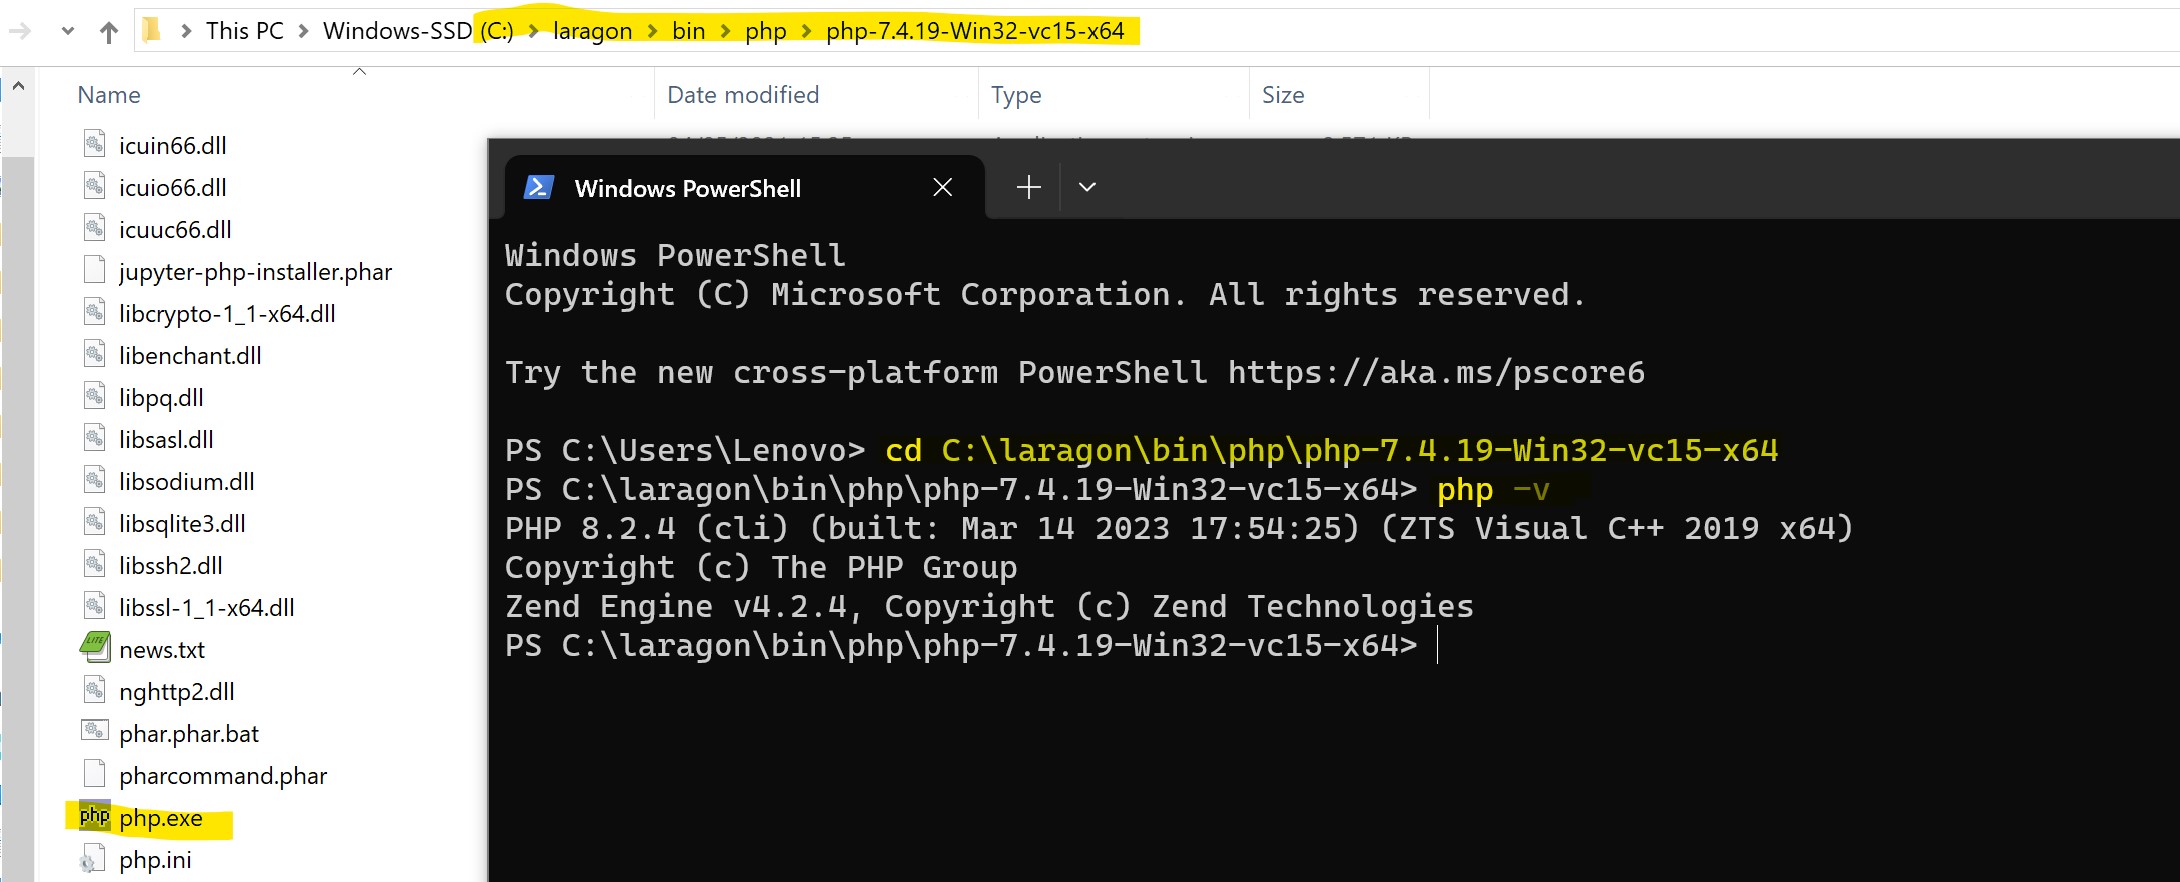 This PC > Windows-SSD (C:) > laragon > bin > php > php-7.4.19-Win32-vc15-x64
Name Date modified Type Size
icuin66.dll
icuio66.dll
icuuc66.dll
jupyter-php-installer.phar
libcrypto-1_1-x64.dll
libenchant.dll
libpq.dll
libsasl.dll
libsodium.dll
libsqlite3.dll
libssh2.dll
libssl-1_1-x64.dll
LITE
news.txt
nghttp2.dll
phar.phar.bat
pharcommand.phar
php php.exe
php.ini
Windows PowerShell
Windows PowerShell
Copyright (C) Microsoft Corporation. All rights reserved.
Try the new cross-platform PowerShell https://aka.ms/pscore6
PS C:\Users\Lenovo> cd C:\laragon\bin\php\php-7.4.19-Win32-vc15-x64
PS C:\laragon\bin\php\php-7.4.19-Win32-vc15-x64> php -v
PHP 8.2.4 (cli) (built: Mar 14 2023 17:54:25) (ZTS Visual C++ 2019 x64)
Copyright (c) The PHP Group
Zend Engine v4.2.4, Copyright (c) Zend Technologies
PS C:\laragon\bin\php\php-7.4.19-Win32-vc15-x64>